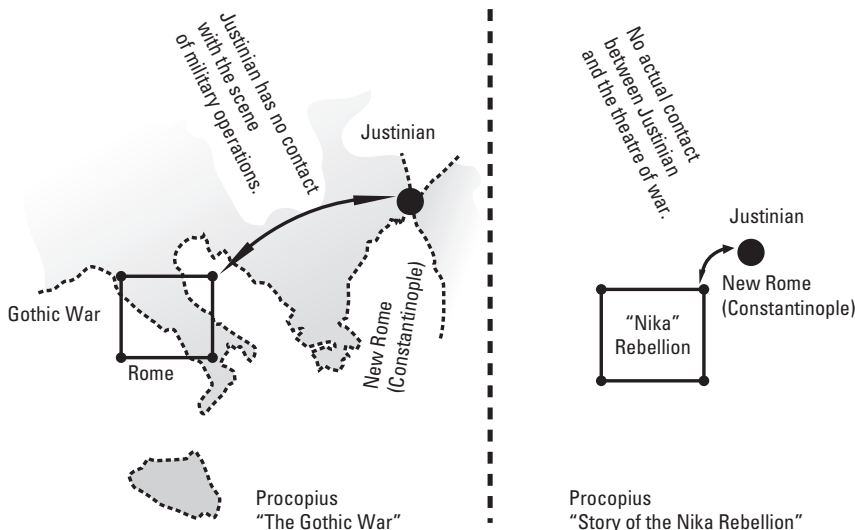 Justinian has no contact
with the scene
of military operations.
Justinian
Gothic War
Rome
New Rome
(Constantinople)
Procopius
"The Gothic War"
No actual contact
between Justinian
and the theatre of war.
Justinian
New Rome
(Constantinople)
“Nika”
Rebellion
Procopius
“Story of the Nika Rebellion”